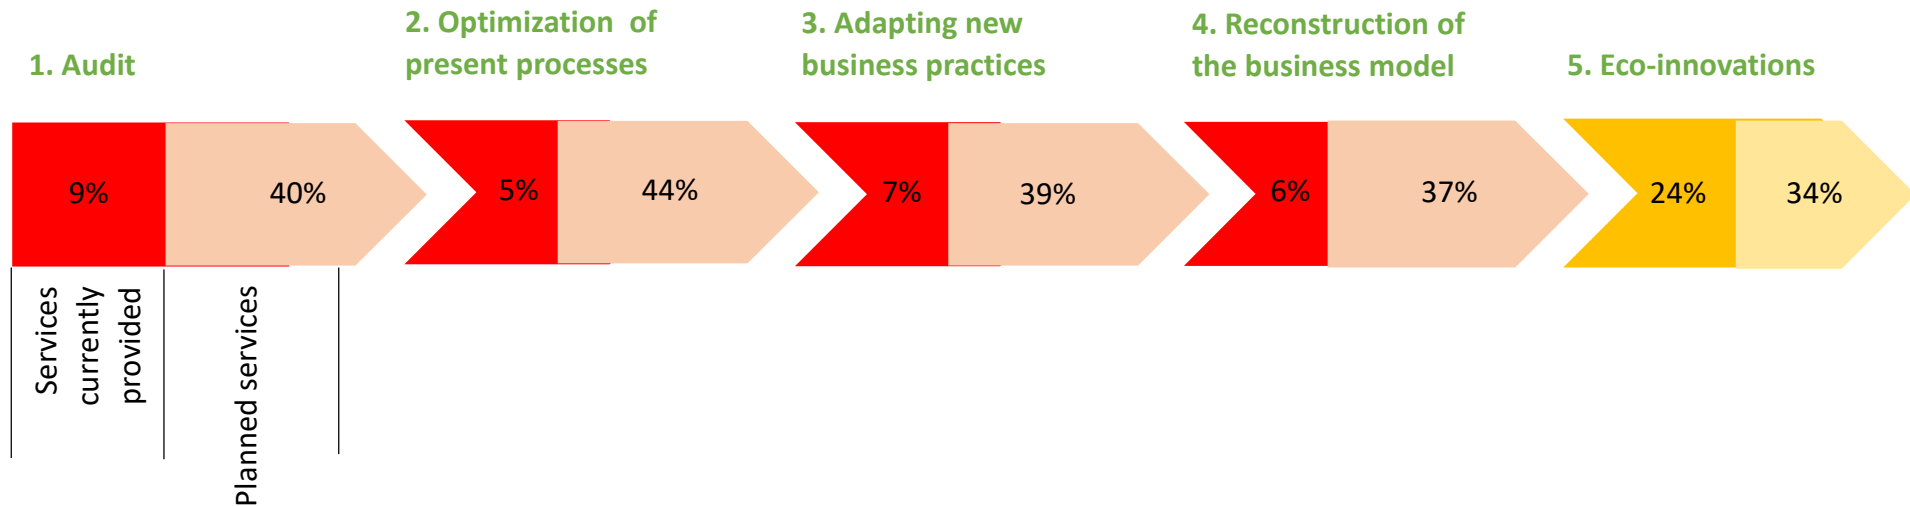 1. Audit
2. Optimization of
present processes
3. Adapting new
business practices
4. Reconstruction of
the business model
5. Eco-innovations
9%
40%
5%
44%
7%
39%
6%
37%
24%
34%
Services
currently
provided
Planned services